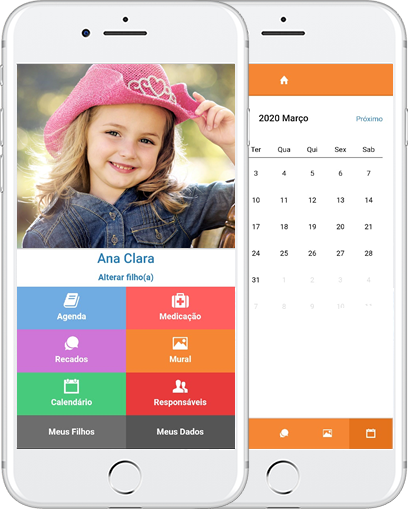 Ana Clara
Alterar filho(a)
Agenda
Medicação
Recados
Mural
Calendário
Responsáveis
Meus Filhos
Meus Dados
2020 Março
Próximo
Ter Qua Qui Sex Sab
3 4 5 6 7
10 11 12 13 14
17 18 19 20 21
24 25 26 27 28
31 1 2 3 4
7 8 9 10 11